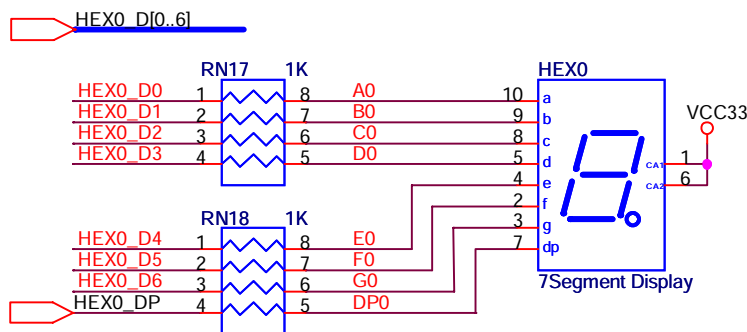 HEX0_D[0..6]
RN17 1K HEX0
HEX0_D0 1 8 A0 10 a
HEX0_D1 2 7 B0 9 b
HEX0_D2 3 6 C0 8 c
HEX0_D3 4 5 D0 5 d
4 e
2 f
3 g
7 dp
VCC33
CA1 1
CA2 6
7Segment Display
RN18 1K
HEX0_D4 1 8 E0
HEX0_D5 2 7 F0
HEX0_D6 3 6 G0
HEX0_DP 4 5 DP0